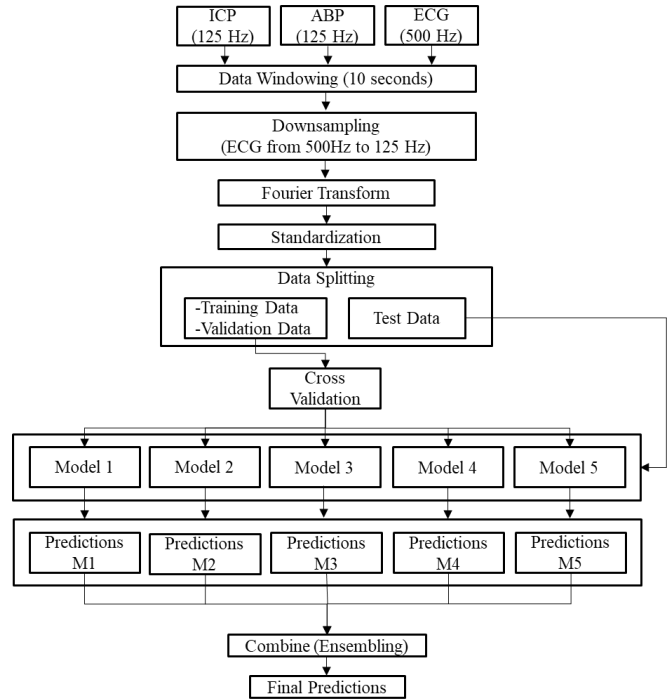 ICP
(125 Hz)
ABP
(125 Hz)
ECG
(500 Hz)
Data Windowing (10 seconds)
Downsampling
(ECG from 500Hz to 125 Hz)
Fourier Transform
Standardization
Data Splitting
-Training Data
-Validation Data
Test Data
Cross
Validation
Model 1
Model 2
Model 3
Model 4
Model 5
Predictions
M1
Predictions
M2
Predictions
M3
Predictions
M4
Predictions
M5
Combine (Ensembling)
Final Predictions